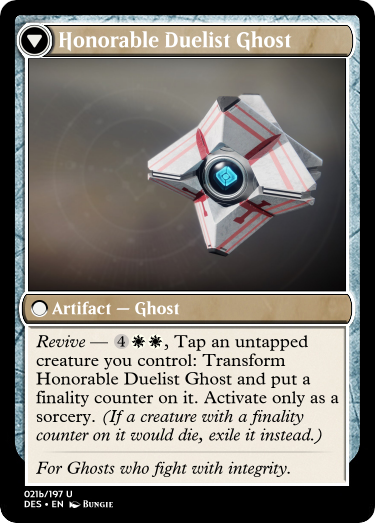 Honorable Duelist Ghost
Artifact — Ghost
Revive — 4WW, Tap an untapped
creature you control: Transform
Honorable Duelist Ghost and put a
finality counter on it. Activate only as a
sorcery. (If a creature with a finality
counter on it would die, exile it instead.)
For Ghosts who fight with integrity.
021b/197 U
DES • EN Bungie